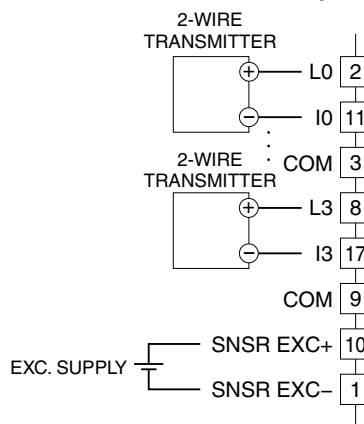 2-WIRE
TRANSMITTER
+ L0 2
− I0 11
COM 3
2-WIRE
TRANSMITTER
+ L3 8
− I3 17
COM 9
SNSR EXC+ 10
EXC. SUPPLY
SNSR EXC− 1